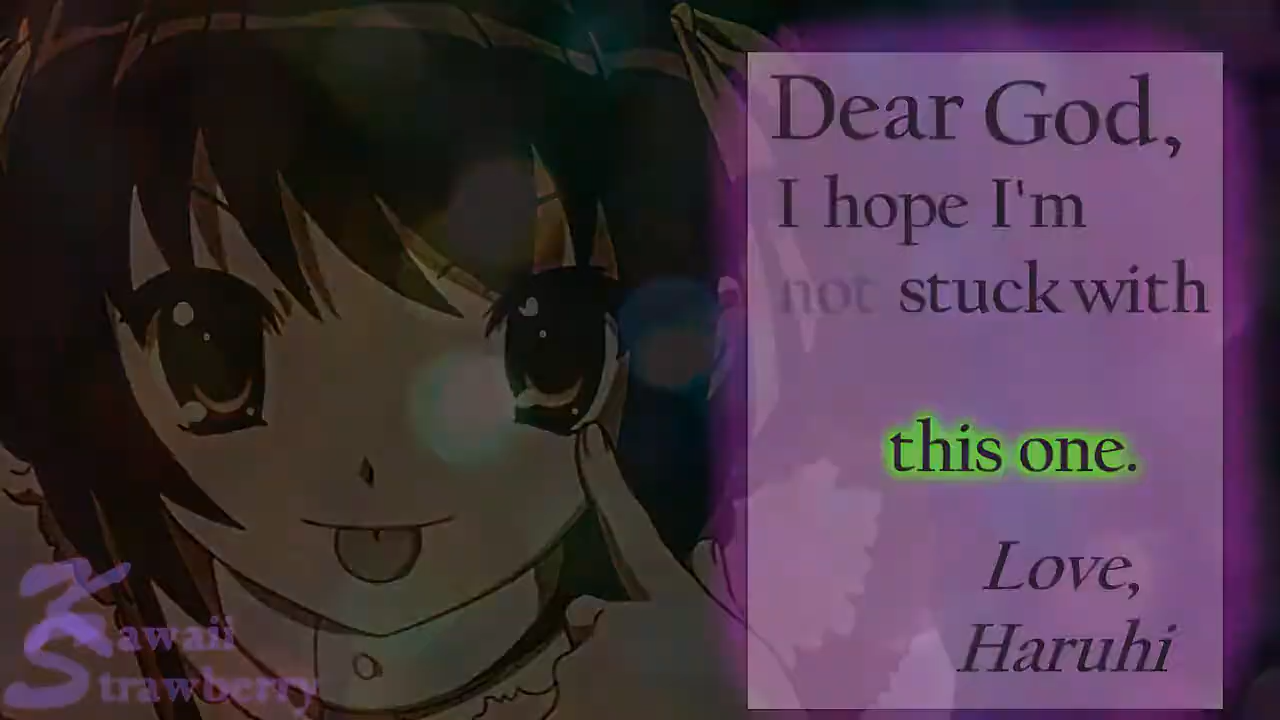 Dear God,
I hope I'm
not stuck with
this one.
Love,
Haruhi
Kawaii
Strawberry